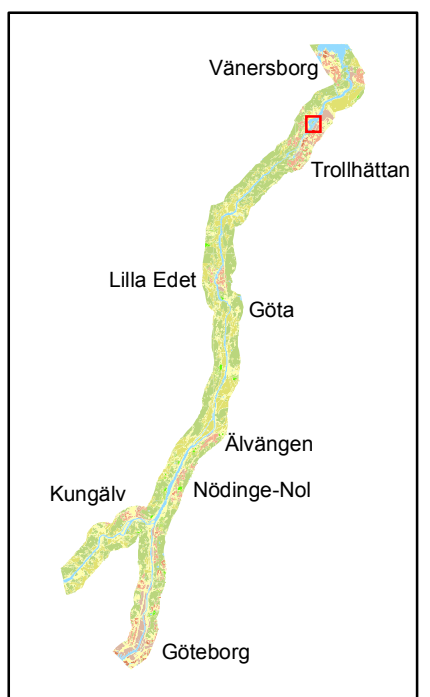 Vänersborg
Trollhättan
Lilla Edet
Göta
Älvängen
Kungälv
Nödinge-Nol
Göteborg